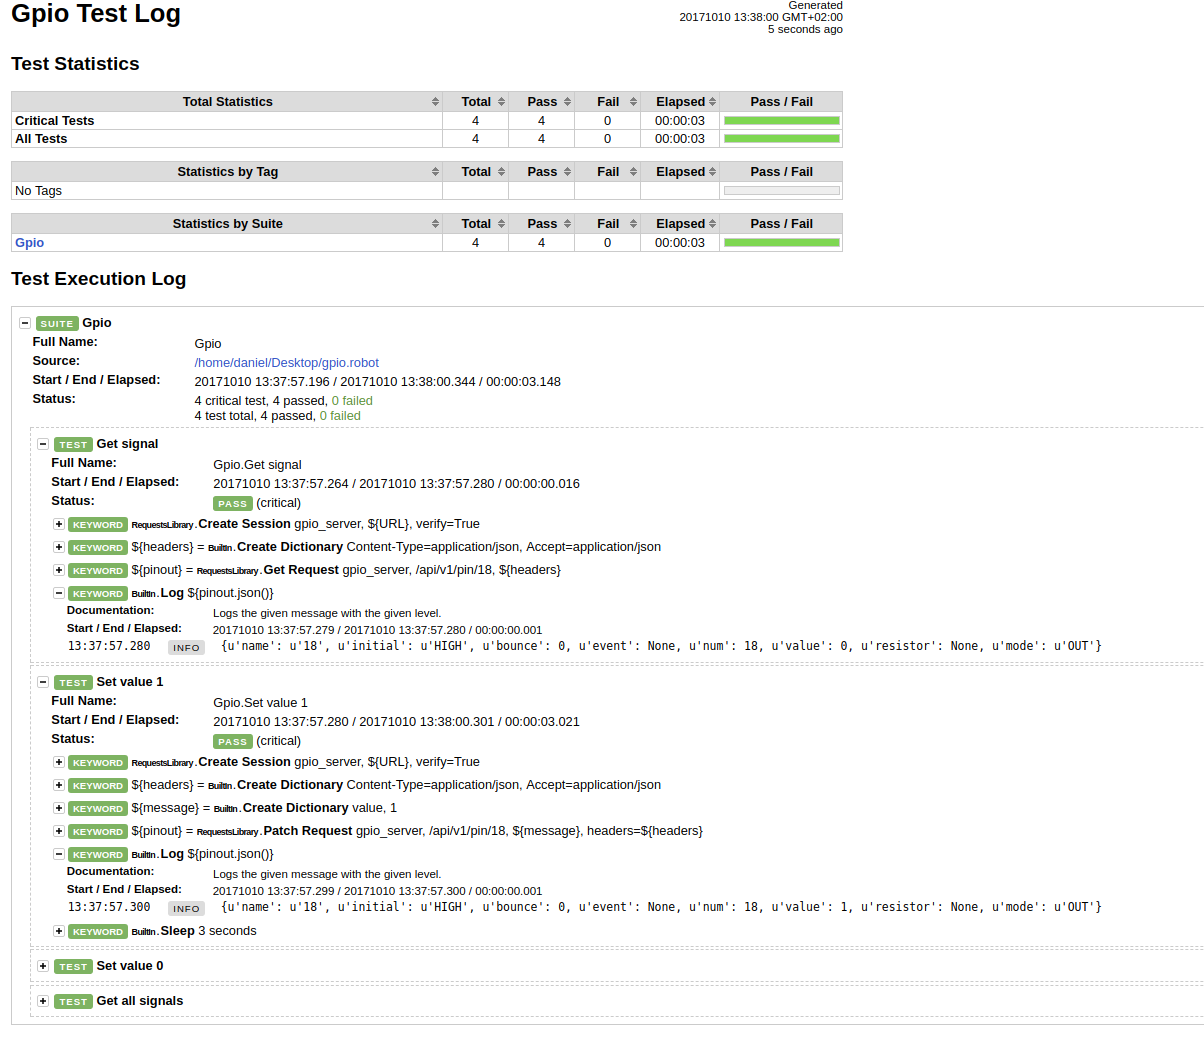 Gpio Test Log
Generated
20171010 13:38:00 GMT+02:00
5 seconds ago
Test Statistics
Total Statistics Total Pass Fail Elapsed Pass / Fail
Critical Tests 4 4 0 00:00:03
All Tests 4 4 0 00:00:03
Statistics by Tag Total Pass Fail Elapsed Pass / Fail
No Tags
Statistics by Suite Total Pass Fail Elapsed Pass / Fail
Gpio 4 4 0 00:00:03
Test Execution Log
SUITE Gpio
Full Name: Gpio
Source: /home/daniel/Desktop/gpio.robot
Start / End / Elapsed: 20171010 13:37:57.196 / 20171010 13:38:00.344 / 00:00:03.148
Status: 4 critical test, 4 passed, 0 failed
4 test total, 4 passed, 0 failed
TEST Get signal
Full Name: Gpio.Get signal
Start / End / Elapsed: 20171010 13:37:57.264 / 20171010 13:37:57.280 / 00:00:00.016
Status: PASS (critical)
KEYWORD RequestsLibrary.Create Session gpio_server, ${URL}, verify=True
KEYWORD ${headers} = BuiltIn.Create Dictionary Content-Type=application/json, Accept=application/json
KEYWORD ${pinout} = RequestsLibrary.Get Request gpio_server, /api/v1/pin/18, ${headers}
KEYWORD BuiltIn.Log ${pinout.json()}
Documentation: Logs the given message with the given level.
Start / End / Elapsed: 20171010 13:37:57.279 / 20171010 13:37:57.280 / 00:00:00.001
13:37:57.280 INFO {u'name': u'18', u'initial': u'HIGH', u'bounce': 0, u'event': None, u'num': 18, u'value': 0, u'resistor': None, u'mode': u'OUT'}
TEST Set value 1
Full Name: Gpio.Set value 1
Start / End / Elapsed: 20171010 13:37:57.280 / 20171010 13:38:00.301 / 00:00:03.021
Status: PASS (critical)
KEYWORD RequestsLibrary.Create Session gpio_server, ${URL}, verify=True
KEYWORD ${headers} = BuiltIn.Create Dictionary Content-Type=application/json, Accept=application/json
KEYWORD ${message} = BuiltIn.Create Dictionary value, 1
KEYWORD ${pinout} = RequestsLibrary.Patch Request gpio_server, /api/v1/pin/18, ${message}, headers=${headers}
KEYWORD BuiltIn.Log ${pinout.json()}
Documentation: Logs the given message with the given level.
Start / End / Elapsed: 20171010 13:37:57.299 / 20171010 13:37:57.300 / 00:00:00.001
13:37:57.300 INFO {u'name': u'18', u'initial': u'HIGH', u'bounce': 0, u'event': None, u'num': 18, u'value': 1, u'resistor': None, u'mode': u'OUT'}
KEYWORD BuiltIn.Sleep 3 seconds
TEST Set value 0
TEST Get all signals